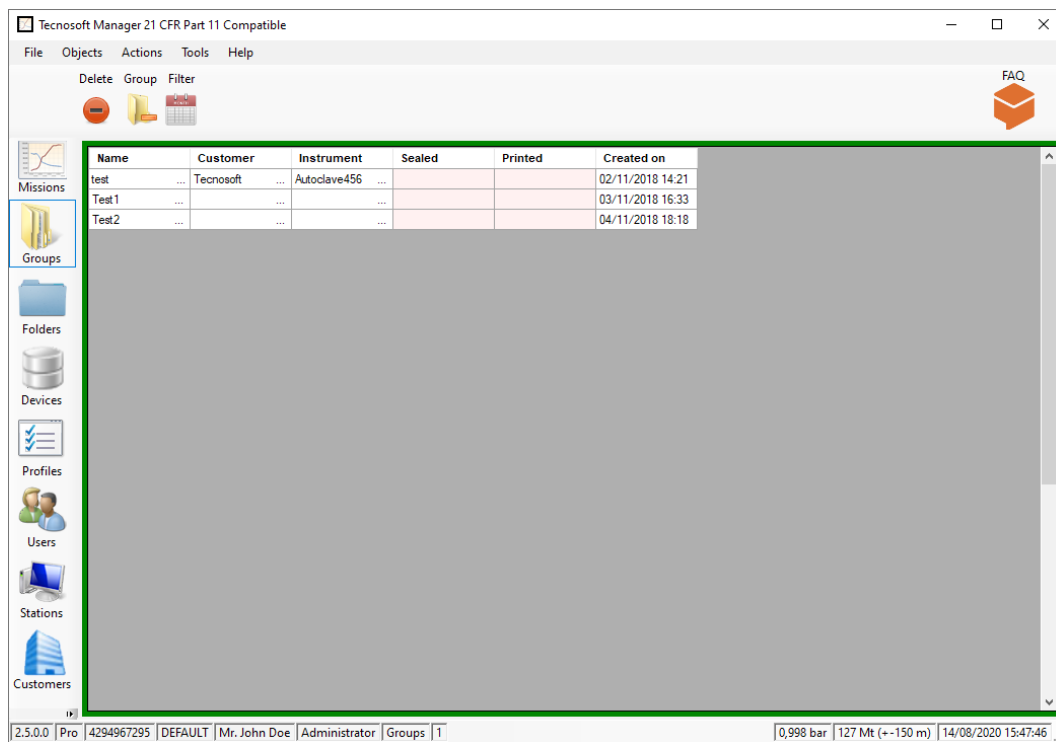 Tecnosoft Manager 21 CFR Part 11 Compatible
File Objects Actions Tools Help
Delete Group Filter FAQ
Missions
Groups
Folders
Devices
Profiles
Users
Stations
Customers
Name Customer Instrument Sealed Printed Created on
test ... Tecnosoft ... Autoclave456 ... 02/11/2018 14:21
Test1 ... ... ... 03/11/2018 16:33
Test2 ... ... ... 04/11/2018 18:18
2.5.0.0 Pro 4294967295 DEFAULT Mr. John Doe Administrator Groups 1 0,998 bar 127 Mt (+-150 m) 14/08/2020 15:47:46